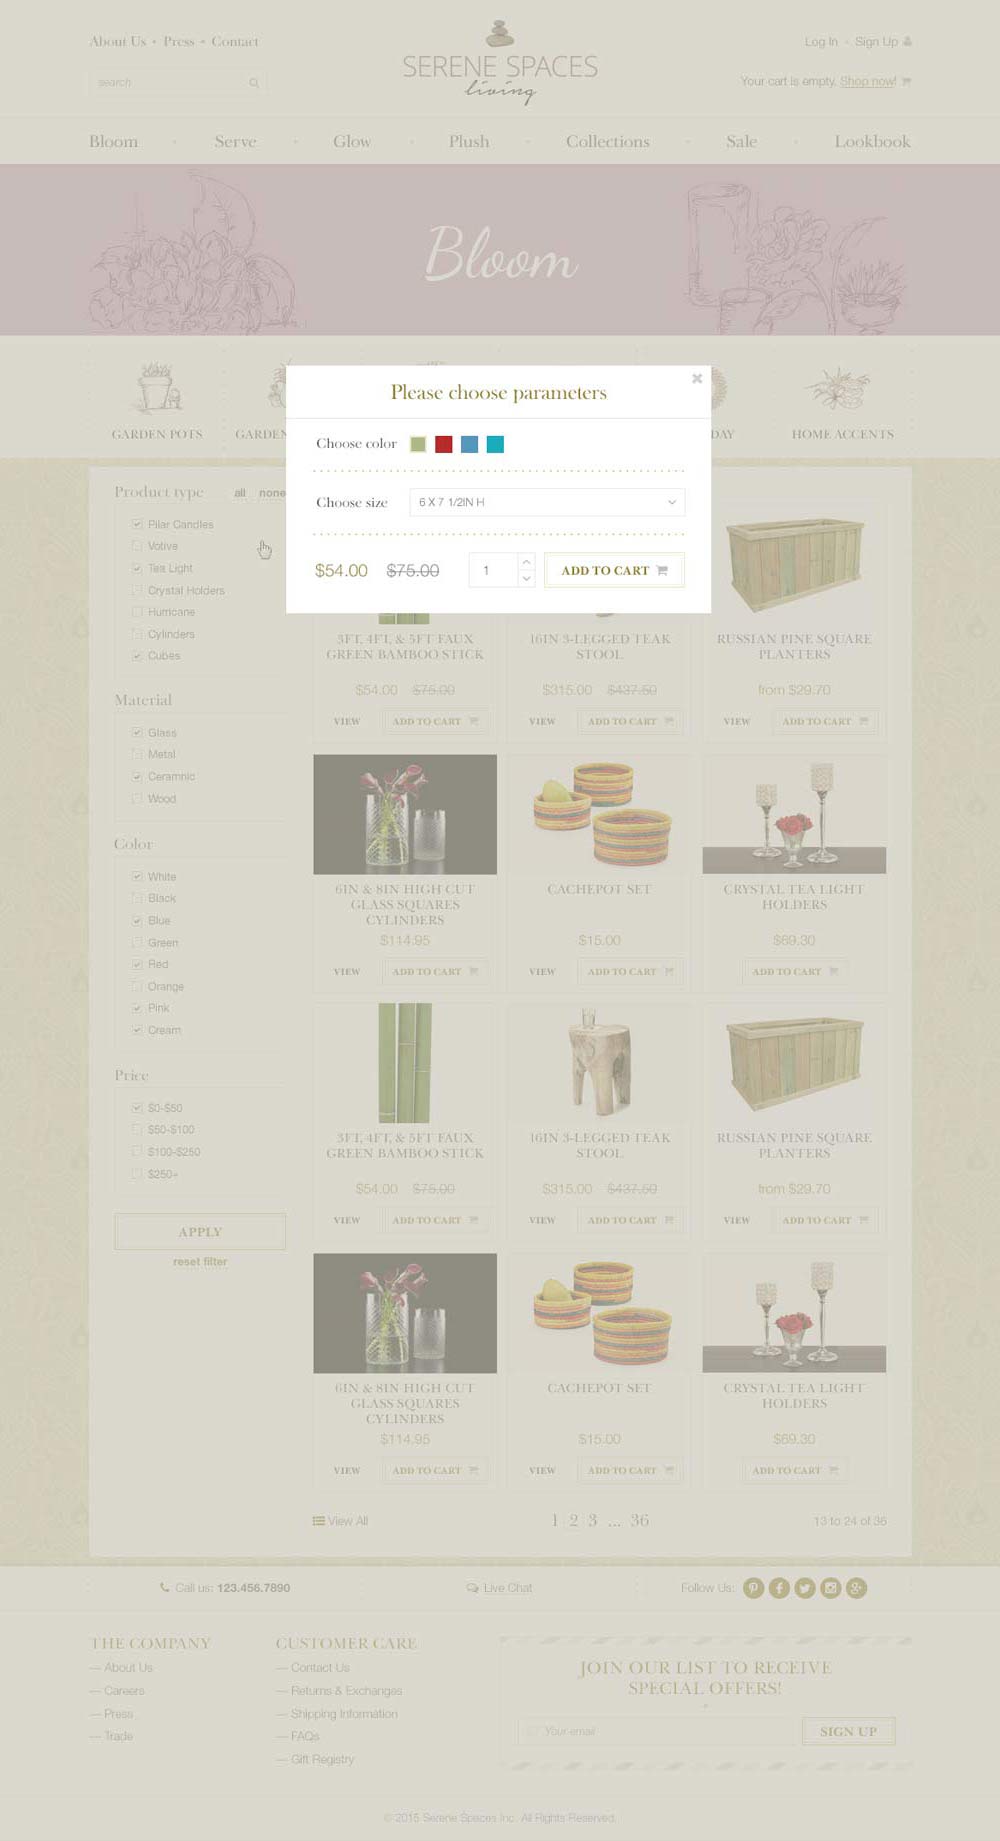 About Us • Press • Contact
search
SERENE SPACES
living
Log In • Sign Up
Your cart is empty. Shop now!
Bloom • Serve • Glow • Plush • Collections • Sale • Lookbook
Bloom
GARDEN POTS
GARDEN
DAY
HOME ACCENTS
Please choose parameters
Choose color
Choose size
6 X 7 1/2IN H
$54.00 $75.00 1 ADD TO CART
Product type all none
Pilar Candles
Votive
Tea Light
Crystal Holders
Hurricane
Cylinders
Cubes
Material
Glass
Metal
Ceramnic
Wood
Color
White
Black
Blue
Green
Red
Orange
Pink
Cream
Price
$0-$50
$50-$100
$100-$250
$250+
APPLY
reset filter
3FT, 4FT, & 5FT FAUX
GREEN BAMBOO STICK
$54.00 $75.00
VIEW ADD TO CART
16IN 3-LEGGED TEAK
STOOL
$315.00 $437.50
VIEW ADD TO CART
RUSSIAN PINE SQUARE
PLANTERS
from $29.70
VIEW ADD TO CART
6IN & 8IN HIGH CUT
GLASS SQUARES
CYLINDERS
$114.95
VIEW ADD TO CART
CACHEPOT SET
$15.00
VIEW ADD TO CART
CRYSTAL TEA LIGHT
HOLDERS
$69.30
ADD TO CART
3FT, 4FT, & 5FT FAUX
GREEN BAMBOO STICK
$54.00 $75.00
VIEW ADD TO CART
16IN 3-LEGGED TEAK
STOOL
$315.00 $437.50
VIEW ADD TO CART
RUSSIAN PINE SQUARE
PLANTERS
from $29.70
VIEW ADD TO CART
6IN & 8IN HIGH CUT
GLASS SQUARES
CYLINDERS
$114.95
VIEW ADD TO CART
CACHEPOT SET
$15.00
VIEW ADD TO CART
CRYSTAL TEA LIGHT
HOLDERS
$69.30
ADD TO CART
View All
1 2 3 ... 36
13 to 24 of 36
Call us: 123.456.7890
Live Chat
Follow Us:
THE COMPANY
— About Us
— Careers
— Press
— Trade
CUSTOMER CARE
— Contact Us
— Returns & Exchanges
— Shipping Information
— FAQs
— Gift Registry
JOIN OUR LIST TO RECEIVE
SPECIAL OFFERS!
Your email
SIGN UP
© 2015 Serene Spaces Inc. All Rights Reserved.